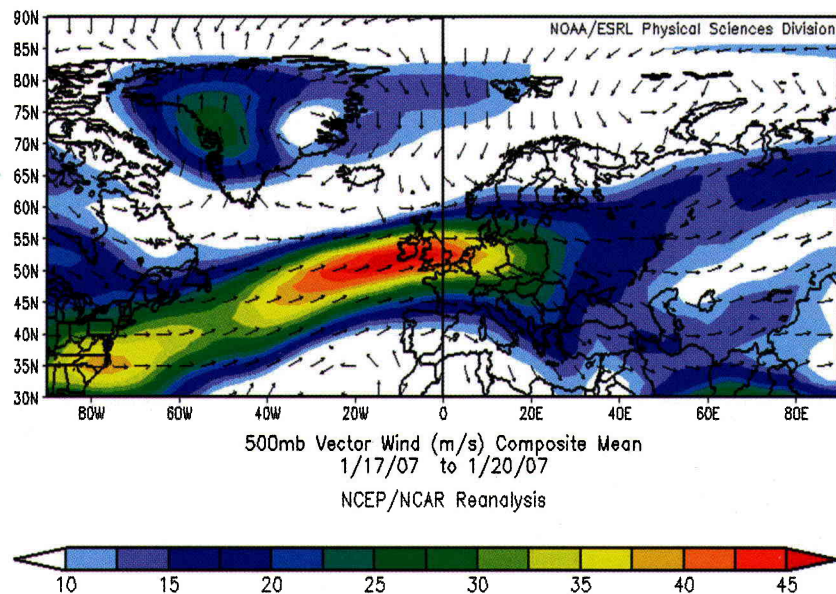 NOAA/ESRL Physical Sciences Division
90N
85N
80N
75N
70N
65N
60N
55N
50N
45N
40N
35N
30N
80W 60W 40W 20W 0 20E 40E 60E 80E
500mb Vector Wind (m/s) Composite Mean
1/17/07 to 1/20/07
NCEP/NCAR Reanalysis
10 15 20 25 30 35 40 45